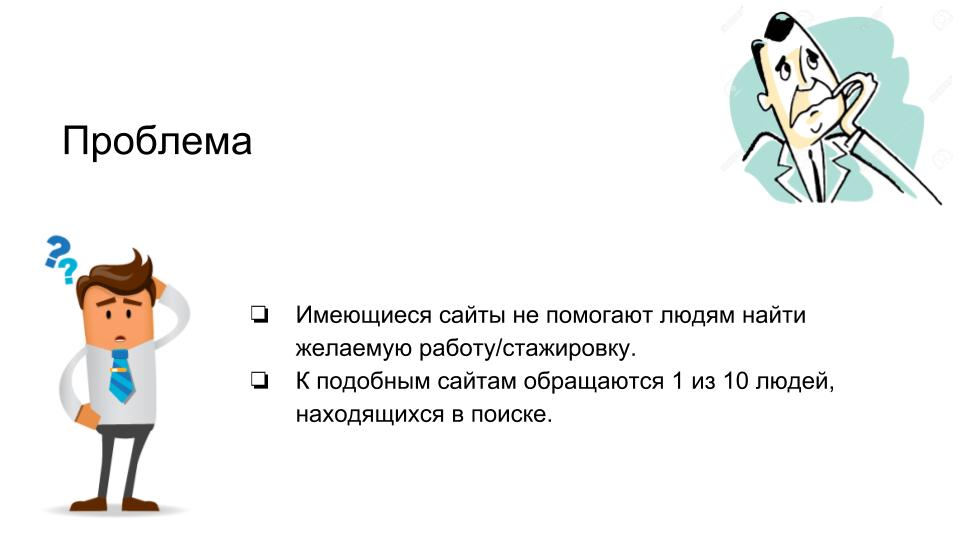 Проблема
??
❏ Имеющиеся сайты не помогают людям найти
желаемую работу/стажировку.
❏ К подобным сайтам обращаются 1 из 10 людей,
находящихся в поиске.